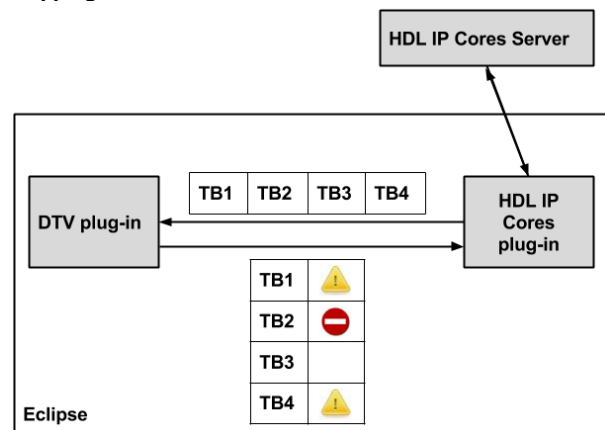 HDL IP Cores Server
DTV plug-in
TB1 TB2 TB3 TB4
HDL IP
Cores
plug-in
TB1
TB2
TB3
TB4
Eclipse